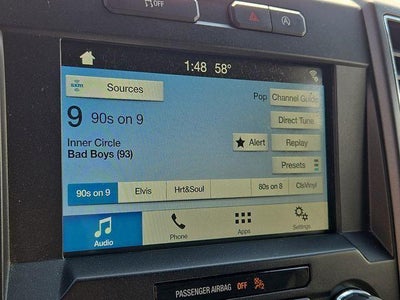 OFF
1:48 58°
sxm Sources
Pop Channel Guide
9 90s on 9
Direct Tune
Inner Circle
Alert Replay
Bad Boys (93)
Presets
90s on 9 Elvis Hrt&Soul 80s on 8 ClsVinyl
Audio Phone Apps Settings
PASSENGER AIRBAG OFF